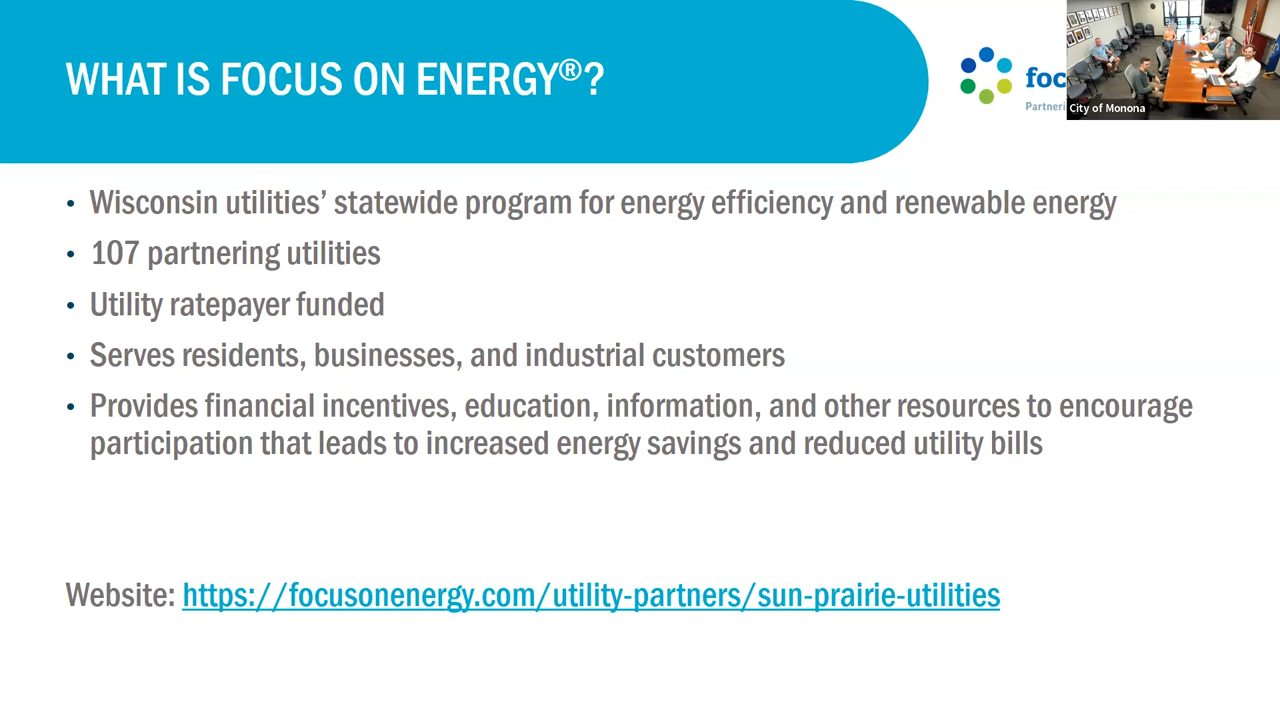 WHAT IS FOCUS ON ENERGY®?
foc
Partneri
City of Monona
• Wisconsin utilities’ statewide program for energy efficiency and renewable energy
• 107 partnering utilities
• Utility ratepayer funded
• Serves residents, businesses, and industrial customers
• Provides financial incentives, education, information, and other resources to encourage
participation that leads to increased energy savings and reduced utility bills
Website: https://focusonenergy.com/utility-partners/sun-prairie-utilities